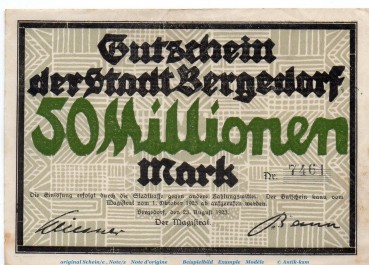 Gutschein
der Stadt Bergedorf
50 Millionen
Mark
Nr. 7461
Die Einlösung erfolgt durch die Stadtkasse gegen andere Zahlungsmittel. Der Gutschein kann vom
Magistrat vom 1. Oktober 1923 ab aufgerufen werden.
Bergedorf, den 25. August 1923.
Der Magistrat.
original Schein/e , Note/s Note d'origine Beispielbild Example Modèle © Antik-kom